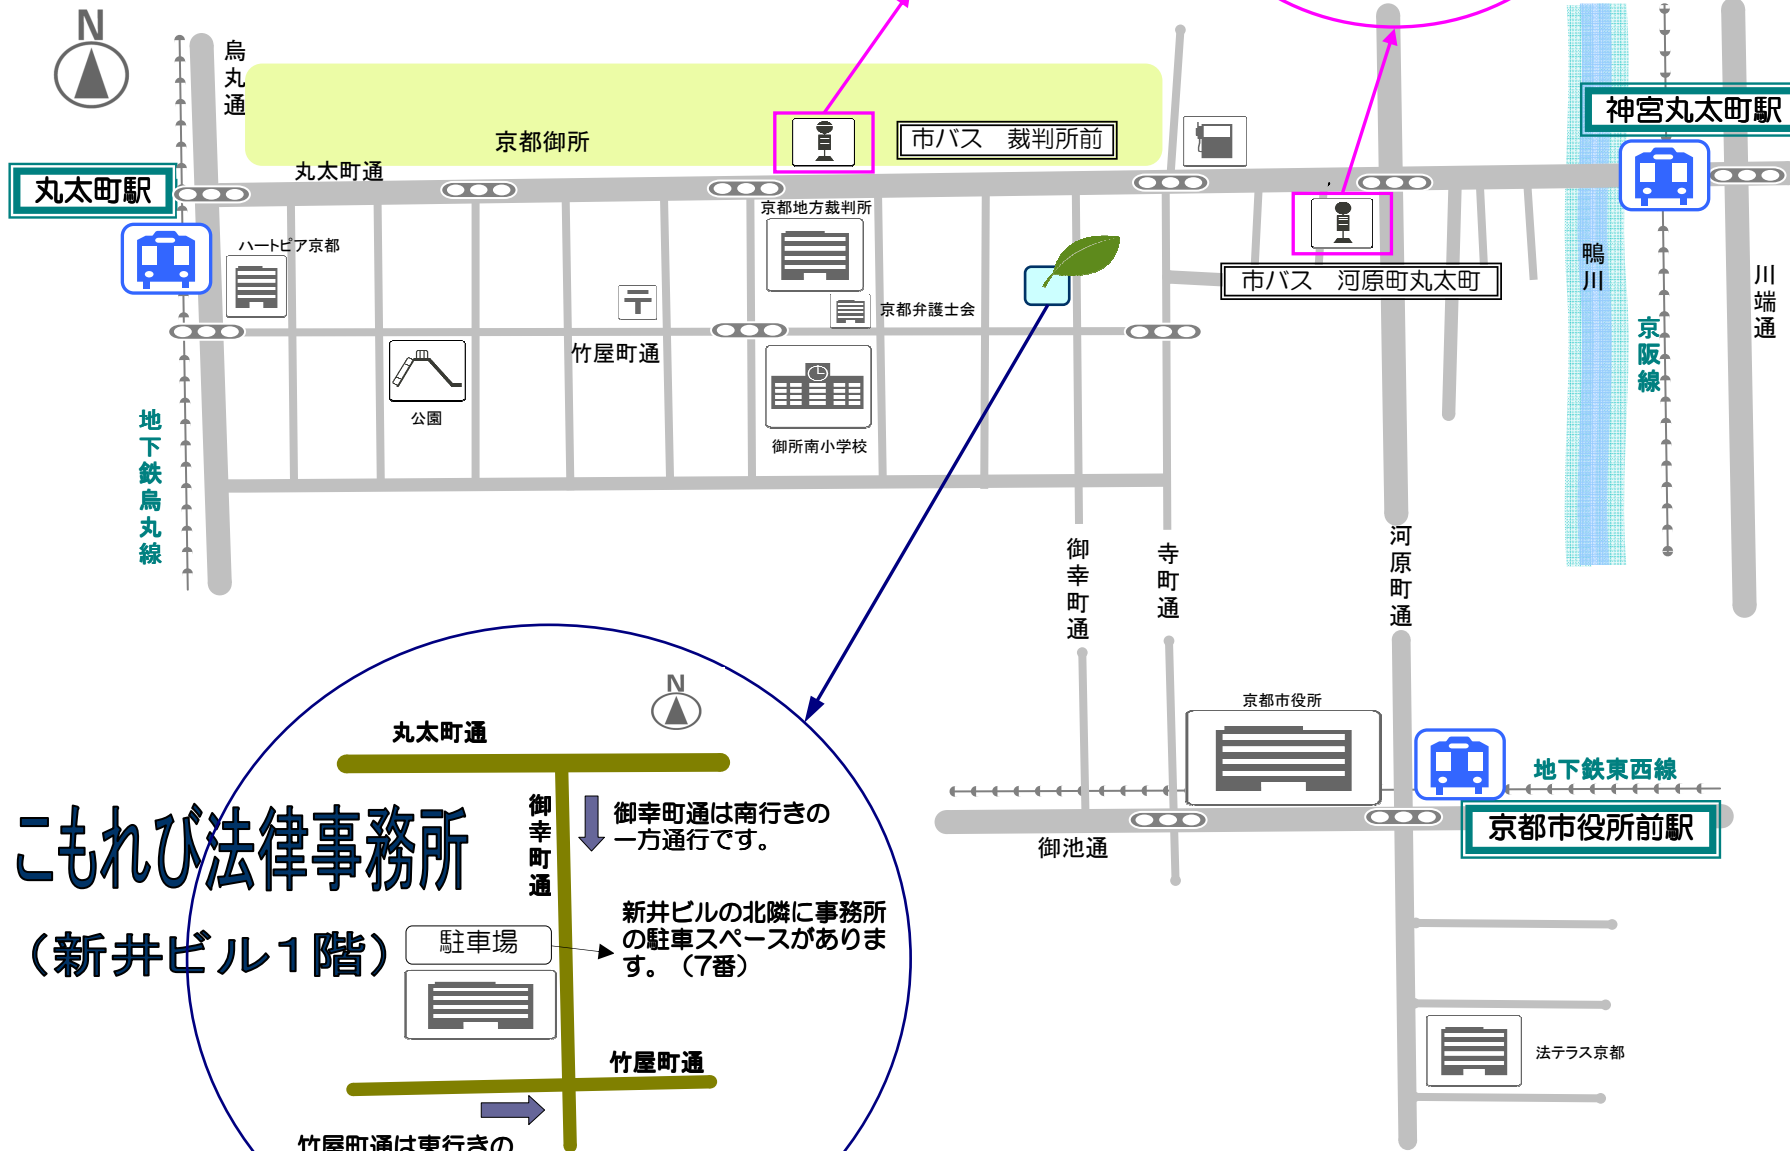 N
烏丸通
京都御所
市バス　裁判所前
神宮丸太町駅
丸太町駅
丸太町通
京都地方裁判所
ハートピア京都
京都弁護士会
市バス　河原町丸太町
鴨川
川端通
京阪線
竹屋町通
公園
御所南小学校
地下鉄烏丸線
御幸町通
寺町通
河原町通
京都市役所
地下鉄東西線
京都市役所前駅
御池通
法テラス京都
N
丸太町通
御幸町通
御幸町通は南行きの
一方通行です。
こもれび法律事務所
（新井ビル１階）
駐車場
新井ビルの北隣に事務所
の駐車スペースがありま
す。（7番）
竹屋町通
竹屋町通は東行きの